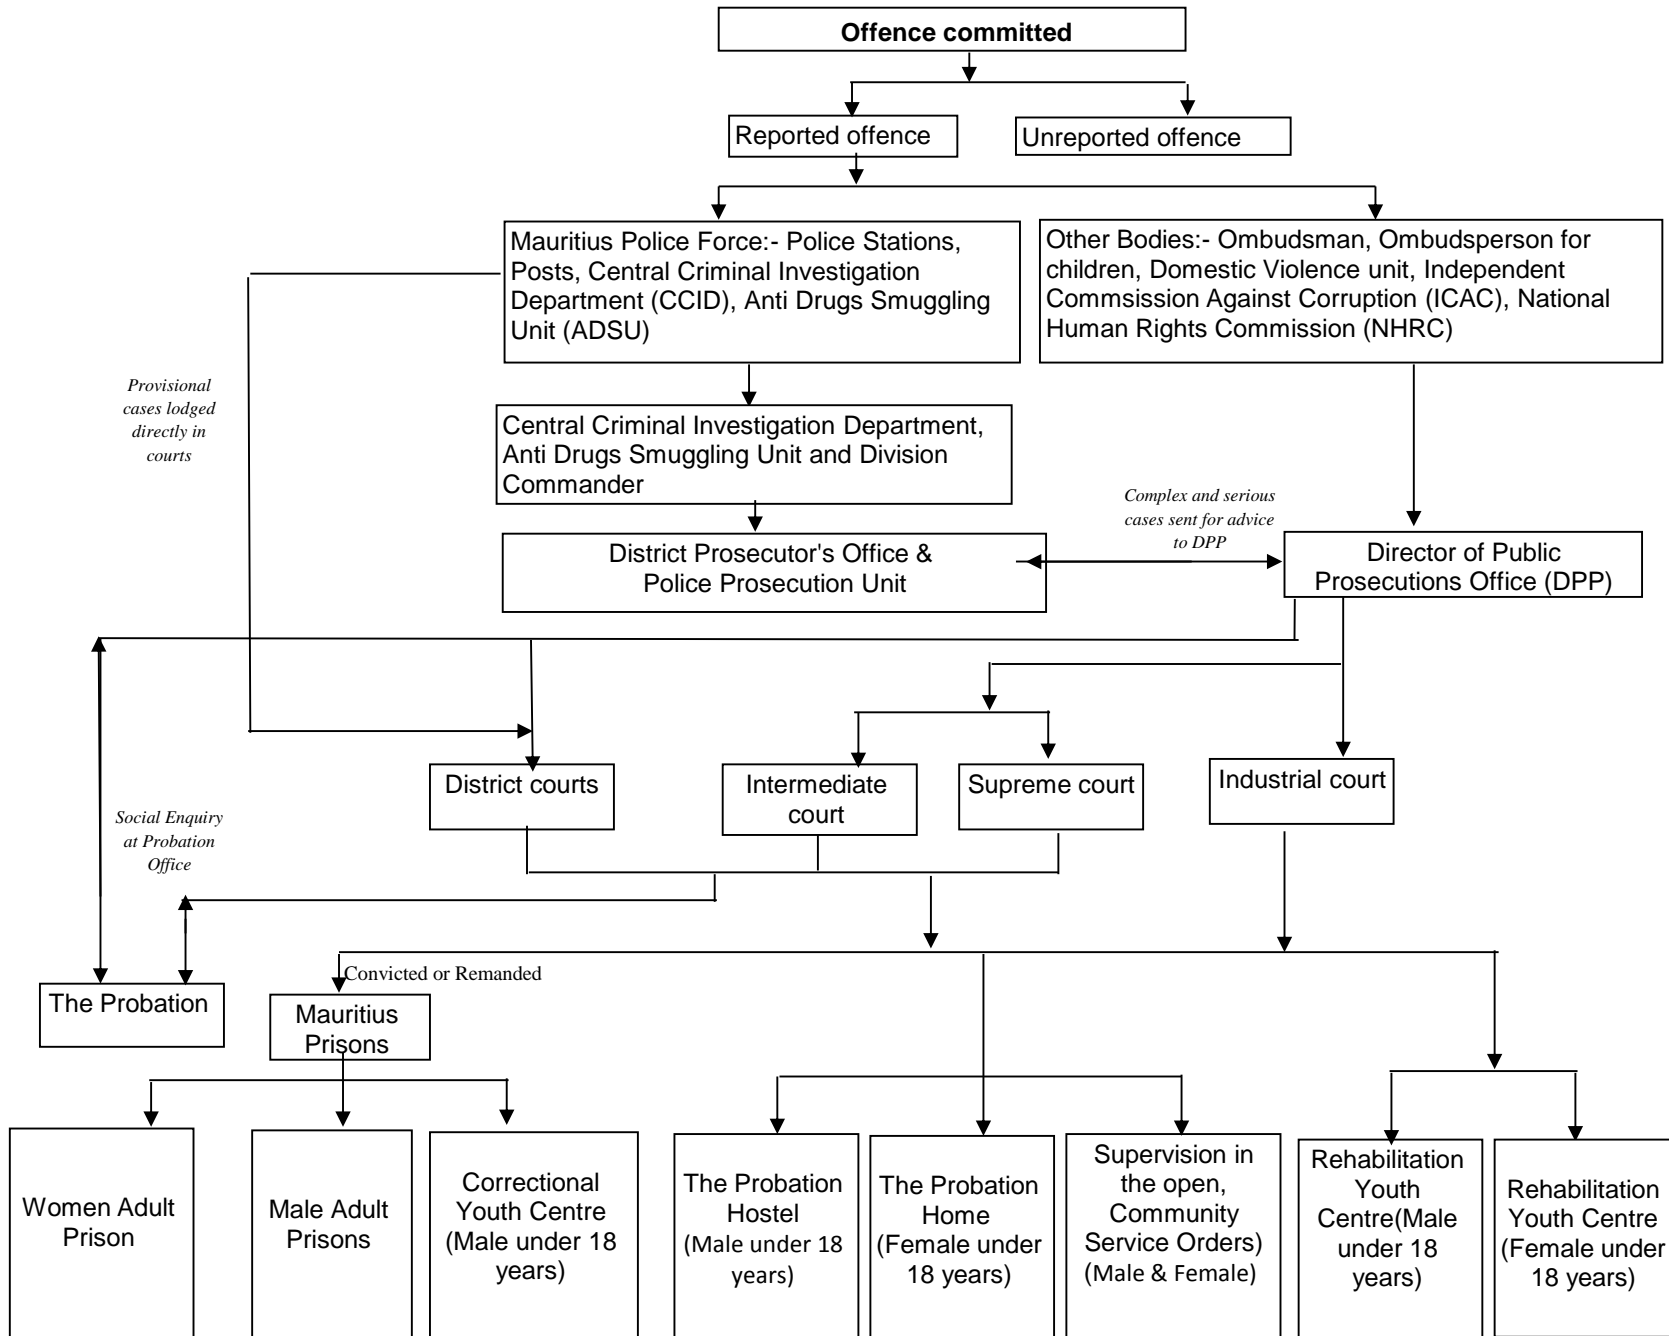 Offence committed
Reported offence
Unreported offence
Mauritius Police Force:- Police Stations,
Posts, Central Criminal Investigation
Department (CCID), Anti Drugs Smuggling
Unit (ADSU)
Other Bodies:- Ombudsman, Ombudsperson for
children, Domestic Violence unit, Independent
Commsission Against Corruption (ICAC), National
Human Rights Commission (NHRC)
Provisional
cases lodged
directly in
courts
Central Criminal Investigation Department,
Anti Drugs Smuggling Unit and Division
Commander
Complex and serious
cases sent for advice
to DPP
District Prosecutor's Office &
Police Prosecution Unit
Director of Public
Prosecutions Office (DPP)
District courts
Intermediate
court
Supreme court
Industrial court
Social Enquiry
at Probation
Office
Convicted or Remanded
The Probation
Mauritius
Prisons
Women Adult
Prison
Male Adult
Prisons
Correctional
Youth Centre
(Male under 18
years)
The Probation
Hostel
(Male under 18
years)
The Probation
Home
(Female under
18 years)
Supervision in
the open,
Community
Service Orders)
(Male & Female)
Rehabilitation
Youth
Centre(Male
under 18
years)
Rehabilitation
Youth Centre
(Female under
18 years)